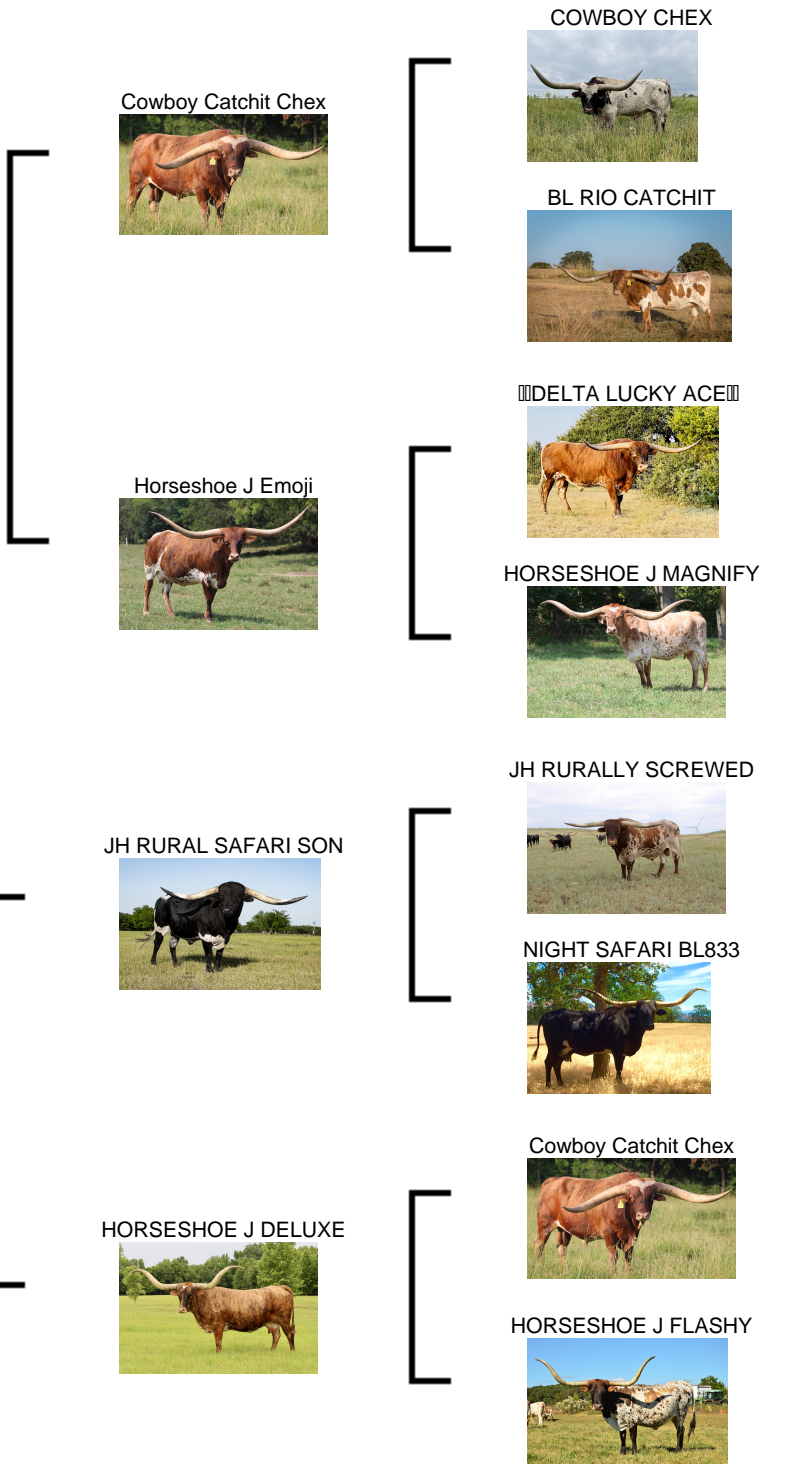 COWBOY CHEX
Cowboy Catchit Chex
BL RIO CATCHIT
DELTA LUCKY ACE
Horseshoe J Emoji
HORSESHOE J MAGNIFY
JH RURALLY SCREWED
JH RURAL SAFARI SON
NIGHT SAFARI BL833
Cowboy Catchit Chex
HORSESHOE J DELUXE
HORSESHOE J FLASHY